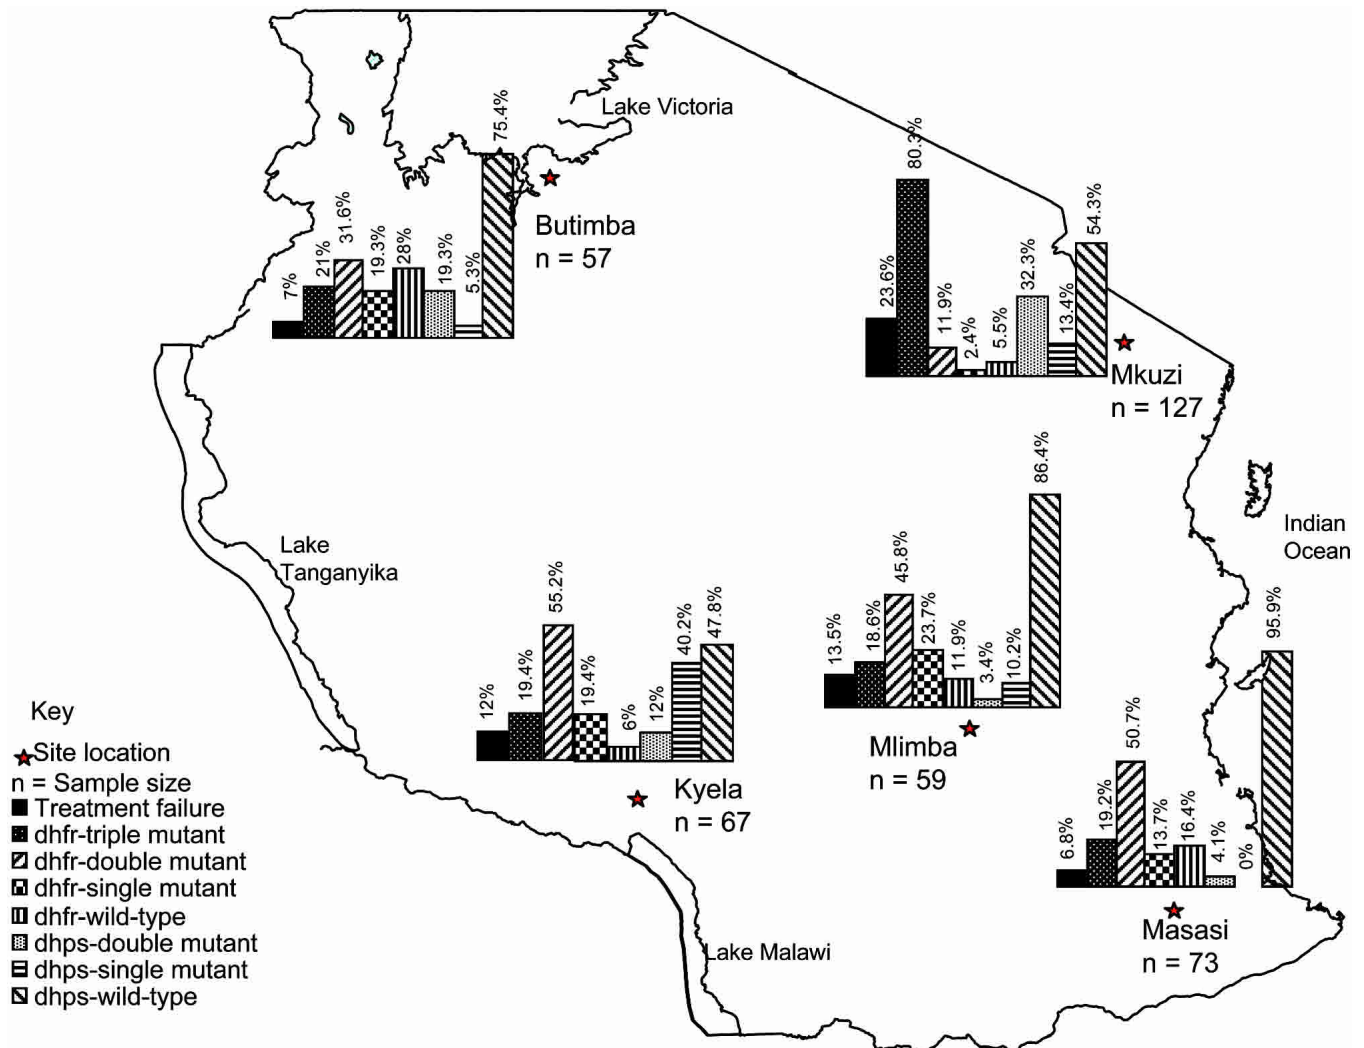 Lake Victoria
7%
21%
31.6%
19.3%
28%
19.3%
5.3%
75.4%
Butimba
n = 57
23.6%
80.3%
11.9%
2.4%
5.5%
32.3%
13.4%
54.3%
Mkuzi
n = 127
Indian
Ocean
Lake
Tanganyika
12%
19.4%
55.2%
19.4%
6%
12%
40.2%
47.8%
Kyela
n = 67
13.5%
18.6%
45.8%
23.7%
11.9%
3.4%
10.2%
86.4%
Mlimba
n = 59
6.8%
19.2%
50.7%
13.7%
16.4%
4.1%
0%
95.9%
Masasi
n = 73
Lake Malawi
Key
Site location
n = Sample size
Treatment failure
dhfr-triple mutant
dhfr-double mutant
dhfr-single mutant
dhfr-wild-type
dhps-double mutant
dhps-single mutant
dhps-wild-type